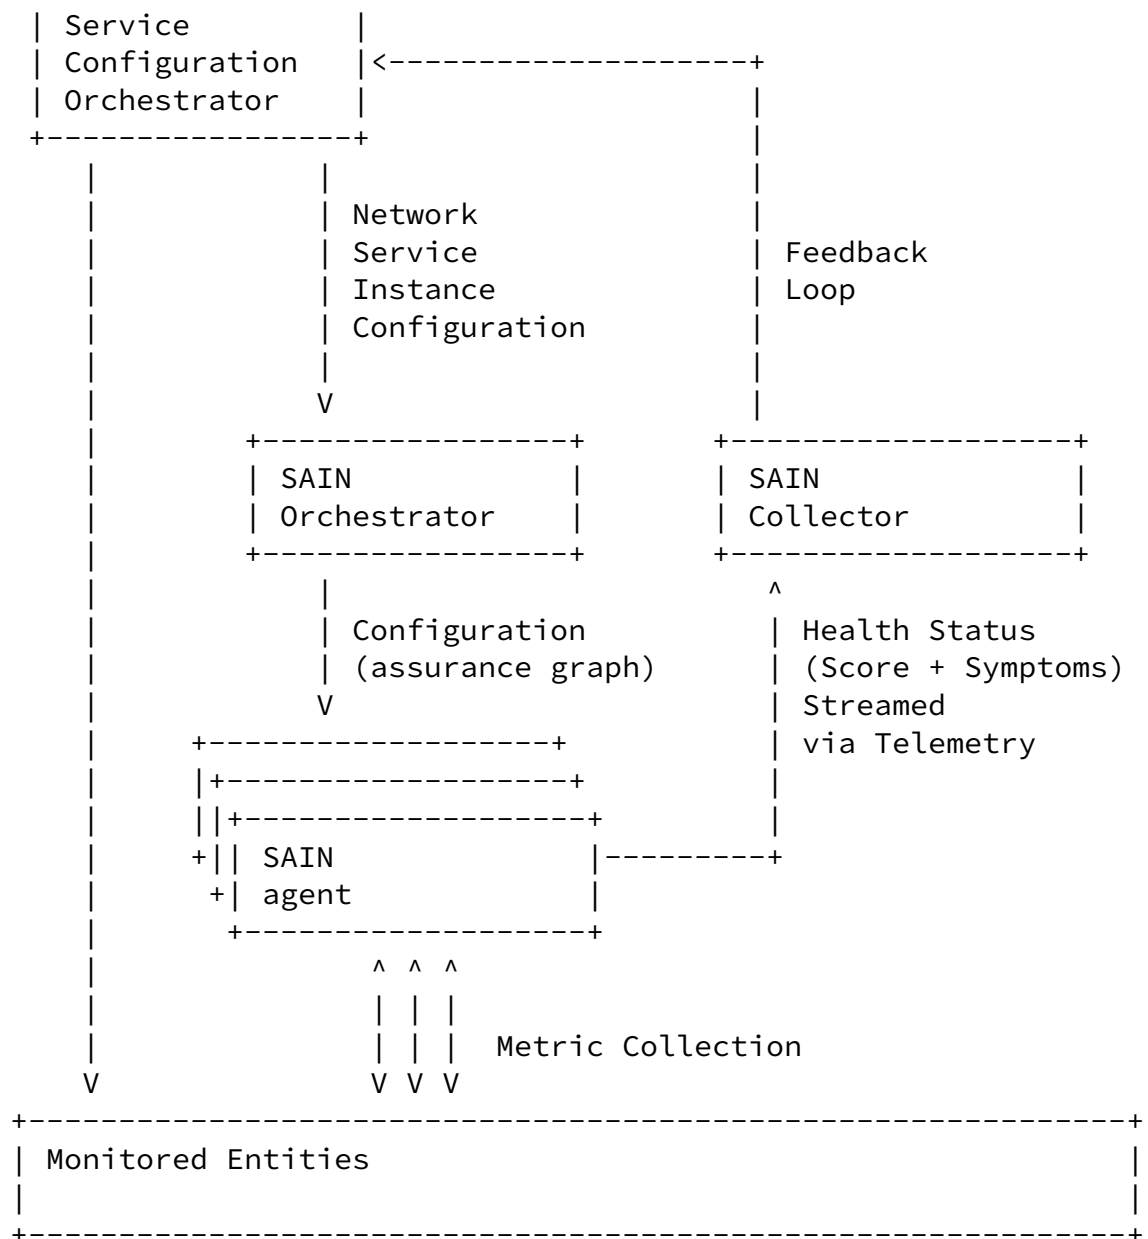 Service
Configuration
Orchestrator
Network
Service
Instance
Configuration
Feedback
Loop
SAIN
Orchestrator
SAIN
Collector
Configuration
(assurance graph)
Health Status
(Score + Symptoms)
Streamed
via Telemetry
SAIN
agent
Metric Collection
Monitored Entities